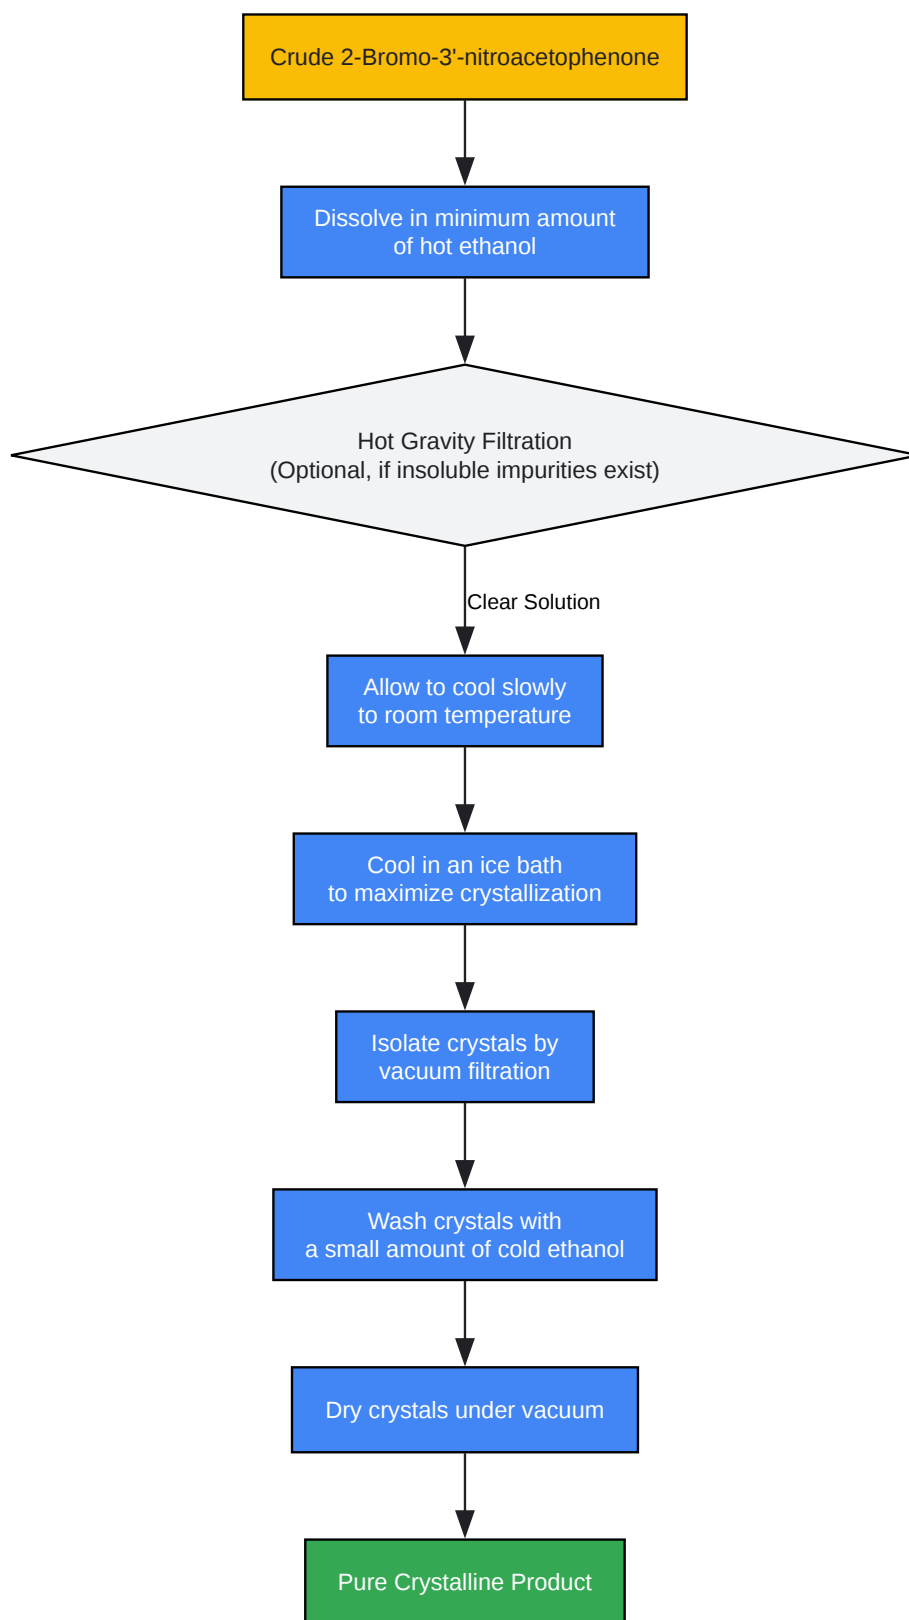 Crude 2-Bromo-3'-nitroacetophenone
Dissolve in minimum amount
of hot ethanol
Hot Gravity Filtration
(Optional, if insoluble impurities exist)
Clear Solution
Allow to cool slowly
to room temperature
Cool in an ice bath
to maximize crystallization
Isolate crystals by
vacuum filtration
Wash crystals with
a small amount of cold ethanol
Dry crystals under vacuum
Pure Crystalline Product